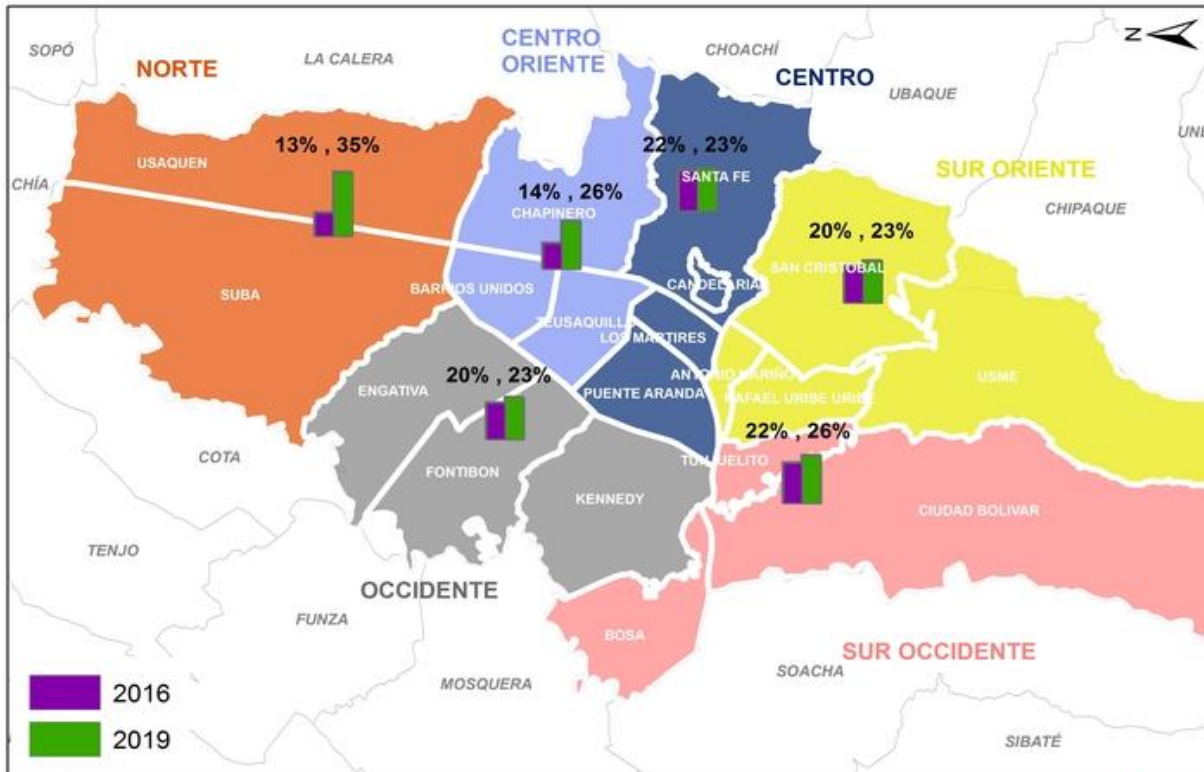 SOPÓ
LA CALERA
CENTRO
ORIENTE
CHOACHÍ
N
NORTE
CENTRO
UBAQUE
UNE
USAQUEN
13% , 35%
22% , 23%
SANTA FE
SUR ORIENTE
CHÍA
14% , 26%
CHAPINERO
CHIPAQUE
20% , 23%
SAN CRISTOBAL
SUBA
BARRIOS UNIDOS
CANDELARIA
TEUSAQUILLO
LOS MARTIRES
ENGATIVA
20% , 23%
PUENTE ARANDA
ANTONIO NARIÑO
RAFAEL URIBE URIBE
USME
22% , 26%
COTA
FONTIBON
TUNJUELITO
KENNEDY
CIUDAD BOLIVAR
TENJO
OCCIDENTE
FUNZA
BOSA
SUR OCCIDENTE
MOSQUERA
SOACHA
2016
2019
SIBATÉ